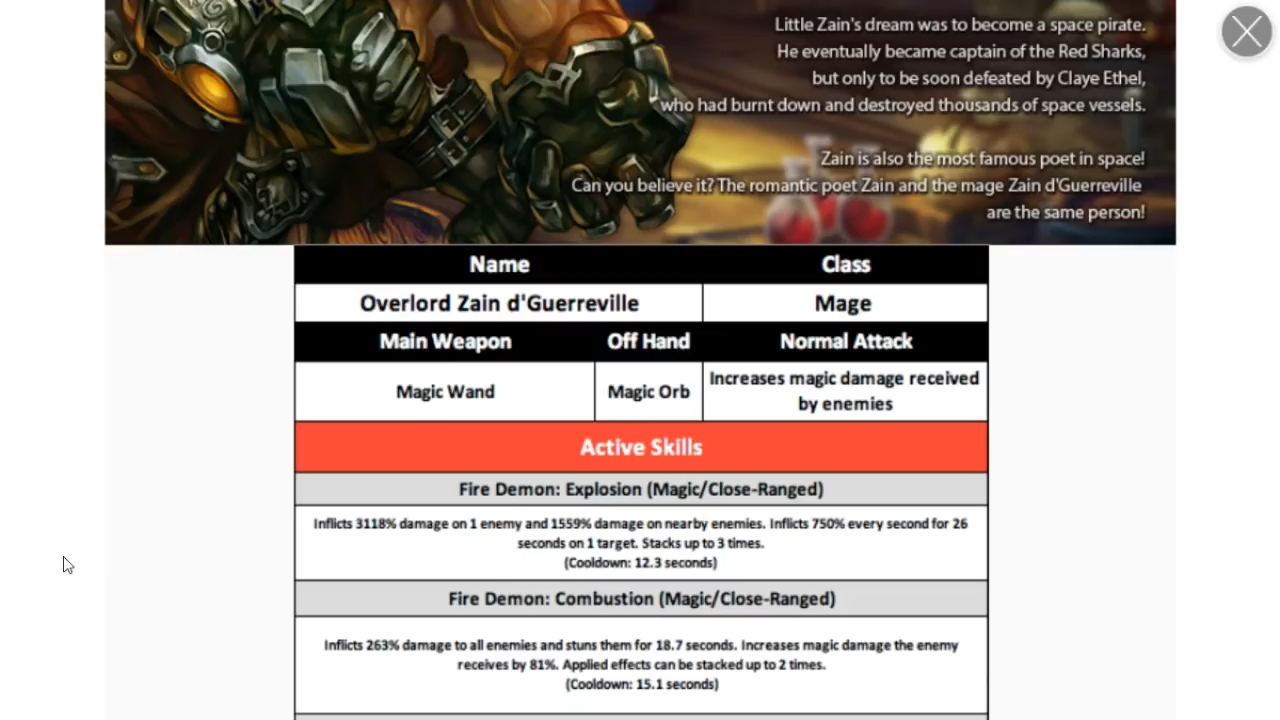 Little Zain's dream was to become a space pirate.
He eventually became captain of the Red Sharks,
but only to be soon defeated by Claye Ethel,
who had burnt down and destroyed thousands of space vessels.
Zain is also the most famous poet in space!
Can you believe it? The romantic poet Zain and the mage Zain d'Guerreville
are the same person!
Name Class
Overlord Zain d'Guerreville Mage
Main Weapon Off Hand Normal Attack
Magic Wand Magic Orb Increases magic damage received
by enemies
Active Skills
Fire Demon: Explosion (Magic/Close-Ranged)
Inflicts 3118% damage on 1 enemy and 1559% damage on nearby enemies. Inflicts 750% every second for 26
seconds on 1 target. Stacks up to 3 times.
(Cooldown: 12.3 seconds)
Fire Demon: Combustion (Magic/Close-Ranged)
Inflicts 263% damage to all enemies and stuns them for 18.7 seconds. Increases magic damage the enemy
receives by 81%. Applied effects can be stacked up to 2 times.
(Cooldown: 15.1 seconds)